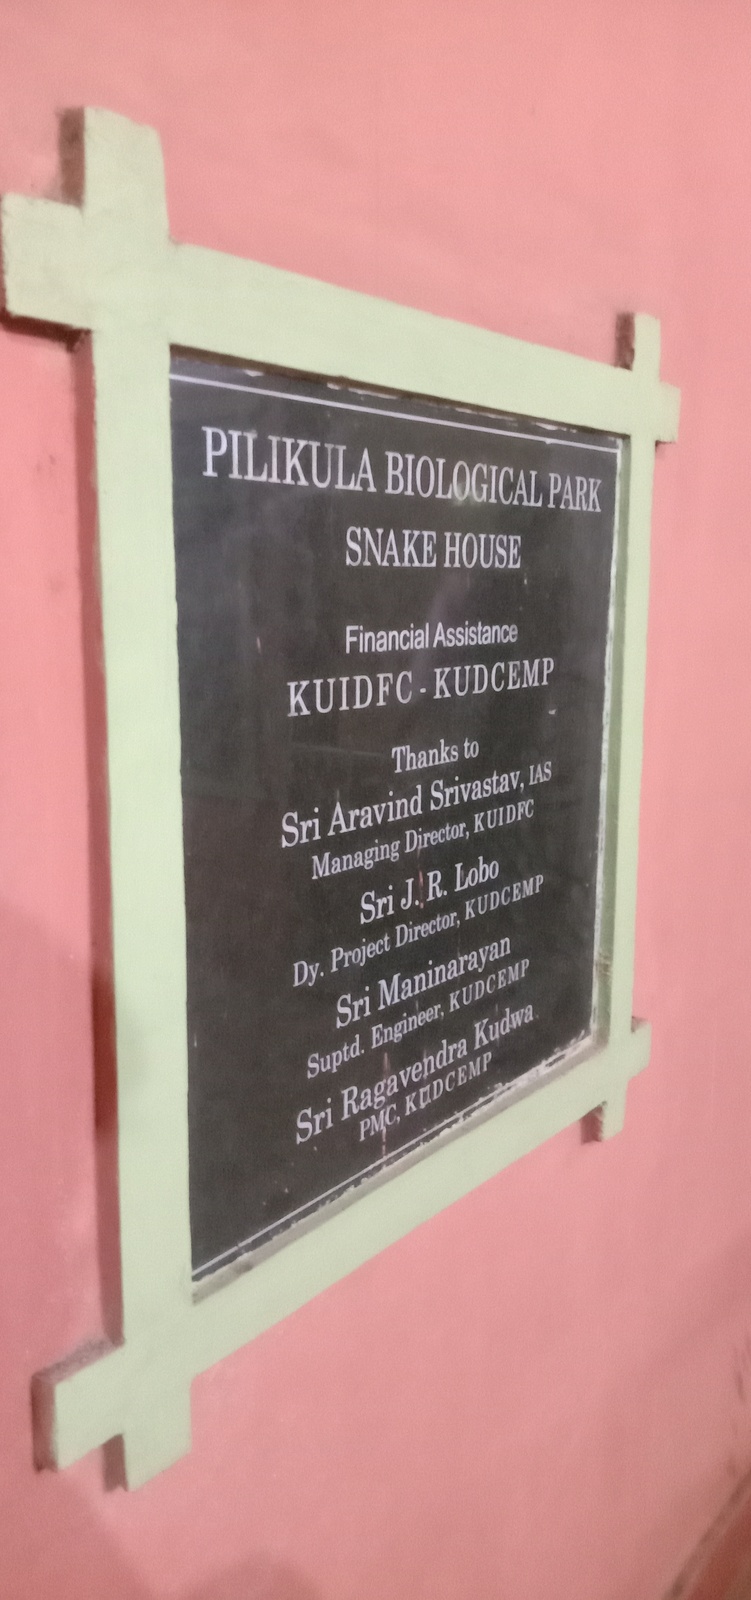 PILIKULA BIOLOGICAL PARK
SNAKE HOUSE
Financial Assistance
KUIDFC - KUDCEMP
Thanks to
Sri Aravind Srivastav, IAS
Managing Director, KUIDFC
Sri J. R. Lobo
Dy. Project Director, KUDCEMP
Sri Maninarayan
Suptd. Engineer, KUDCEMP
Sri Ragavendra Kudwa
PMC, KUDCEMP